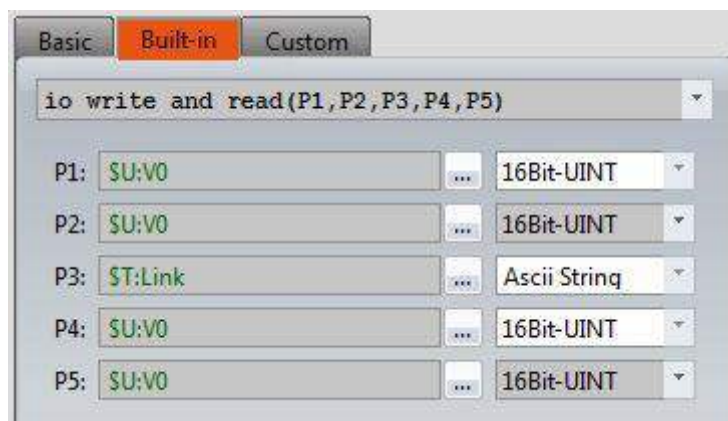 Basic Built-in Custom
io write and read(P1,P2,P3,P4,P5)
P1: $U:V0 ... 16Bit-UINT
P2: $U:V0 ... 16Bit-UINT
P3: $T:Link ... Ascii String
P4: $U:V0 ... 16Bit-UINT
P5: $U:V0 ... 16Bit-UINT